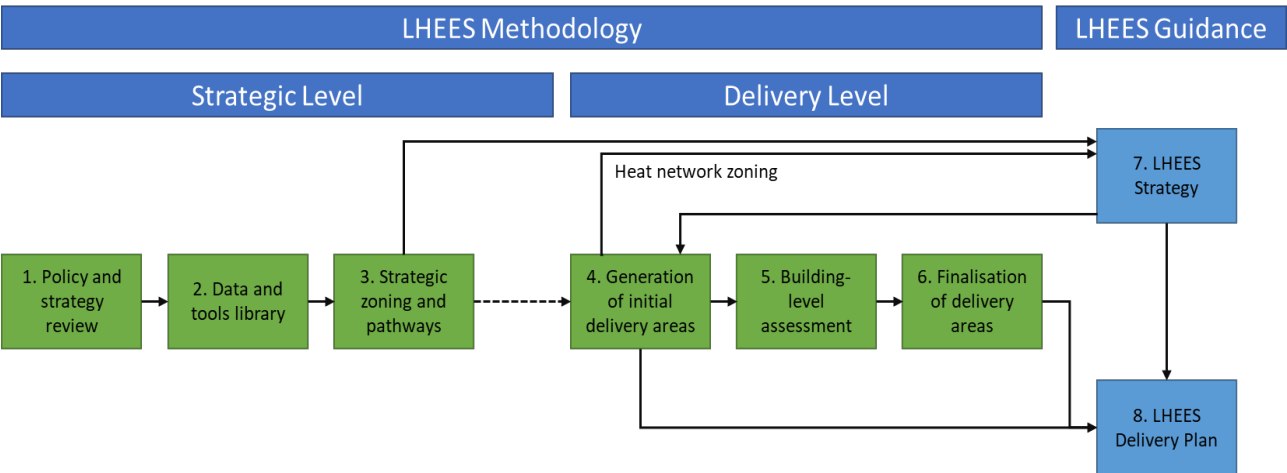 LHEES Methodology
LHEES Guidance
Strategic Level
Delivery Level
Heat network zoning
7. LHEES
Strategy
1. Policy and
strategy
review
2. Data and
tools library
3. Strategic
zoning and
pathways
4. Generation
of initial
delivery areas
5. Building-
level
assessment
6. Finalisation
of delivery
areas
8. LHEES
Delivery Plan